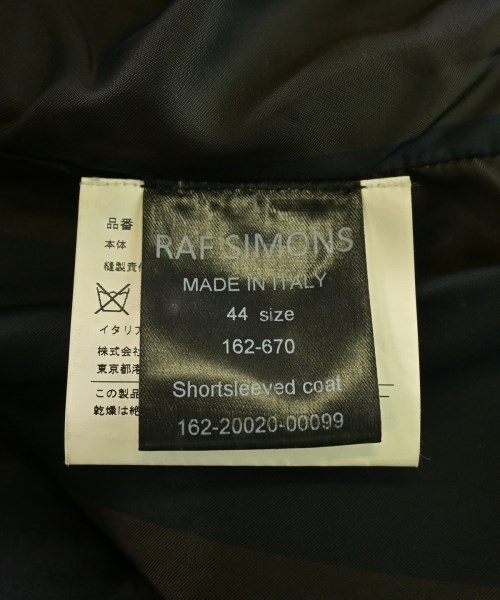 RAF SIMONS
MADE IN ITALY
44 size
162-670
Shortsleeved coat
162-20020-00099
品番
本体
縫製責任
イタリア
株式会社
東京都港
この製品
乾燥は絶